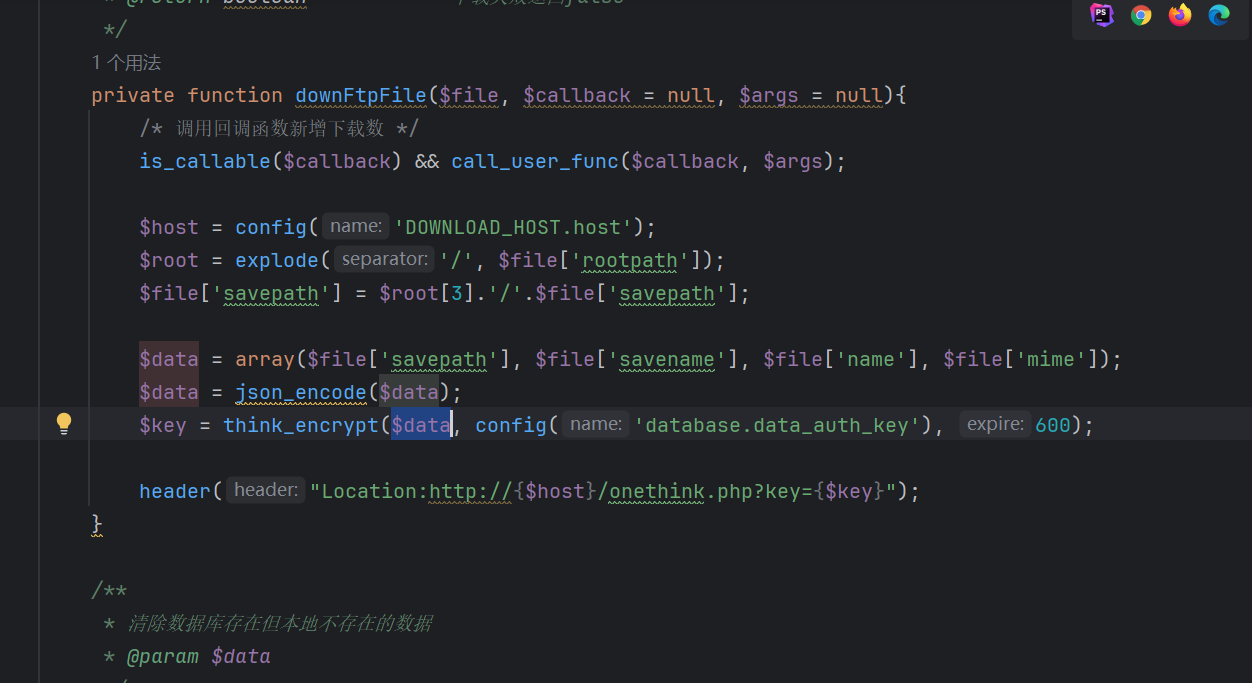 */
1 个用法
private function downFtpFile($file, $callback = null, $args = null){
/* 调用回调函数新增下载数 */
is_callable($callback) && call_user_func($callback, $args);
$host = config( name: 'DOWNLOAD_HOST.host');
$root = explode( separator: '/', $file['rootpath']);
$file['savepath'] = $root[3].'/'.$file['savepath'];
$data = array($file['savepath'], $file['savename'], $file['name'], $file['mime']);
$data = json_encode($data);
$key = think_encrypt($data, config( name: 'database.data_auth_key'), expire: 600);
header( header: "Location:http://{$host}/onethink.php?key={$key}");
}
/**
* 清除数据库存在但本地不存在的数据
* @param $data